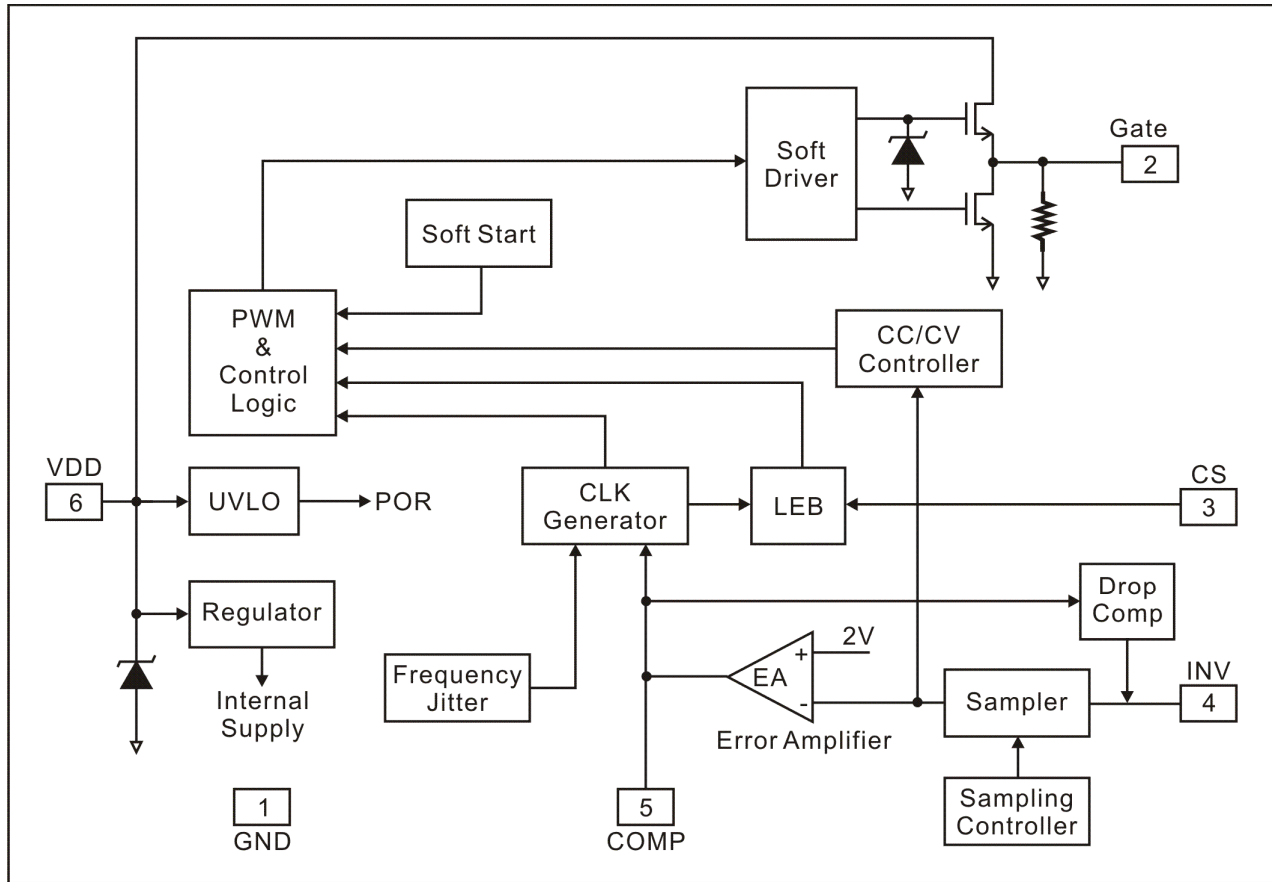 Gate
2
Soft
Driver
Soft Start
PWM
&
Control
Logic
CC/CV
Controller
VDD
6
UVLO
POR
CLK
Generator
LEB
CS
3
Regulator
Internal
Supply
Drop
Comp
2V
+
EA
-
Error Amplifier
Frequency
Jitter
Sampler
INV
4
Sampling
Controller
1
GND
5
COMP